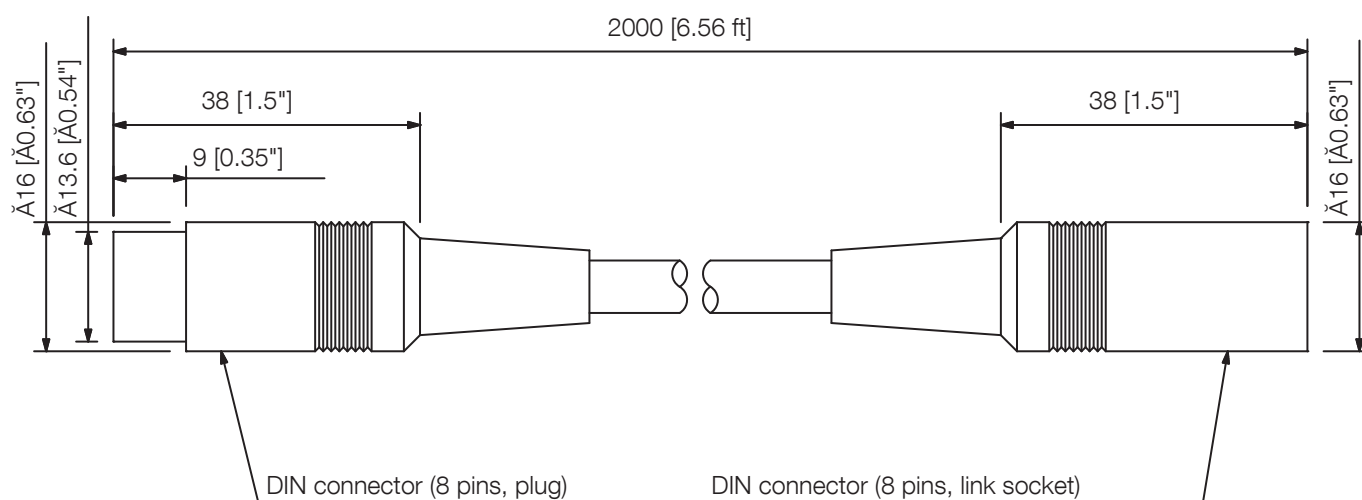 2000 [6.56 ft]
38 [1.5"]
38 [1.5"]
9 [0.35"]
Ă16 [Ă0.63"]
Ă13.6 [Ă0.54"]
Ă16 [Ă0.63"]
DIN connector (8 pins, plug)
DIN connector (8 pins, link socket)